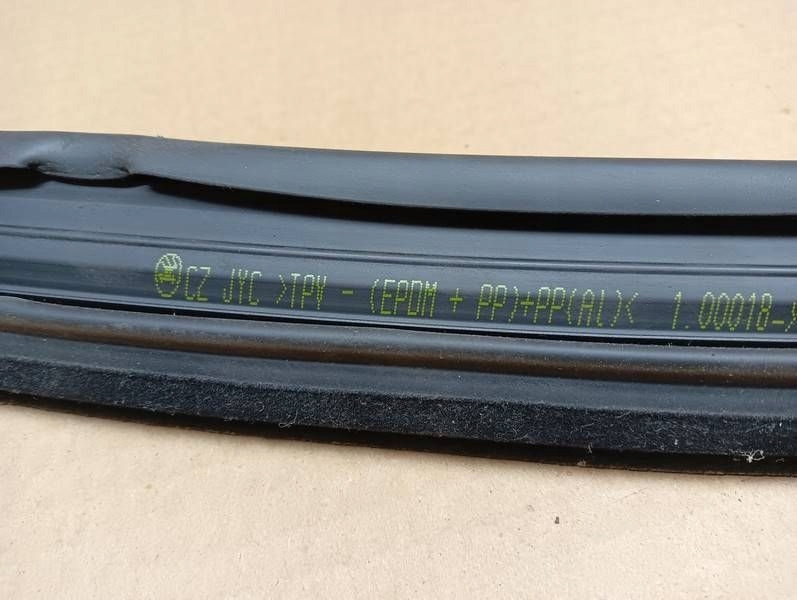 CZ JYC >TPV - (EPDM + PP)+PP(AL)< 1.00018-